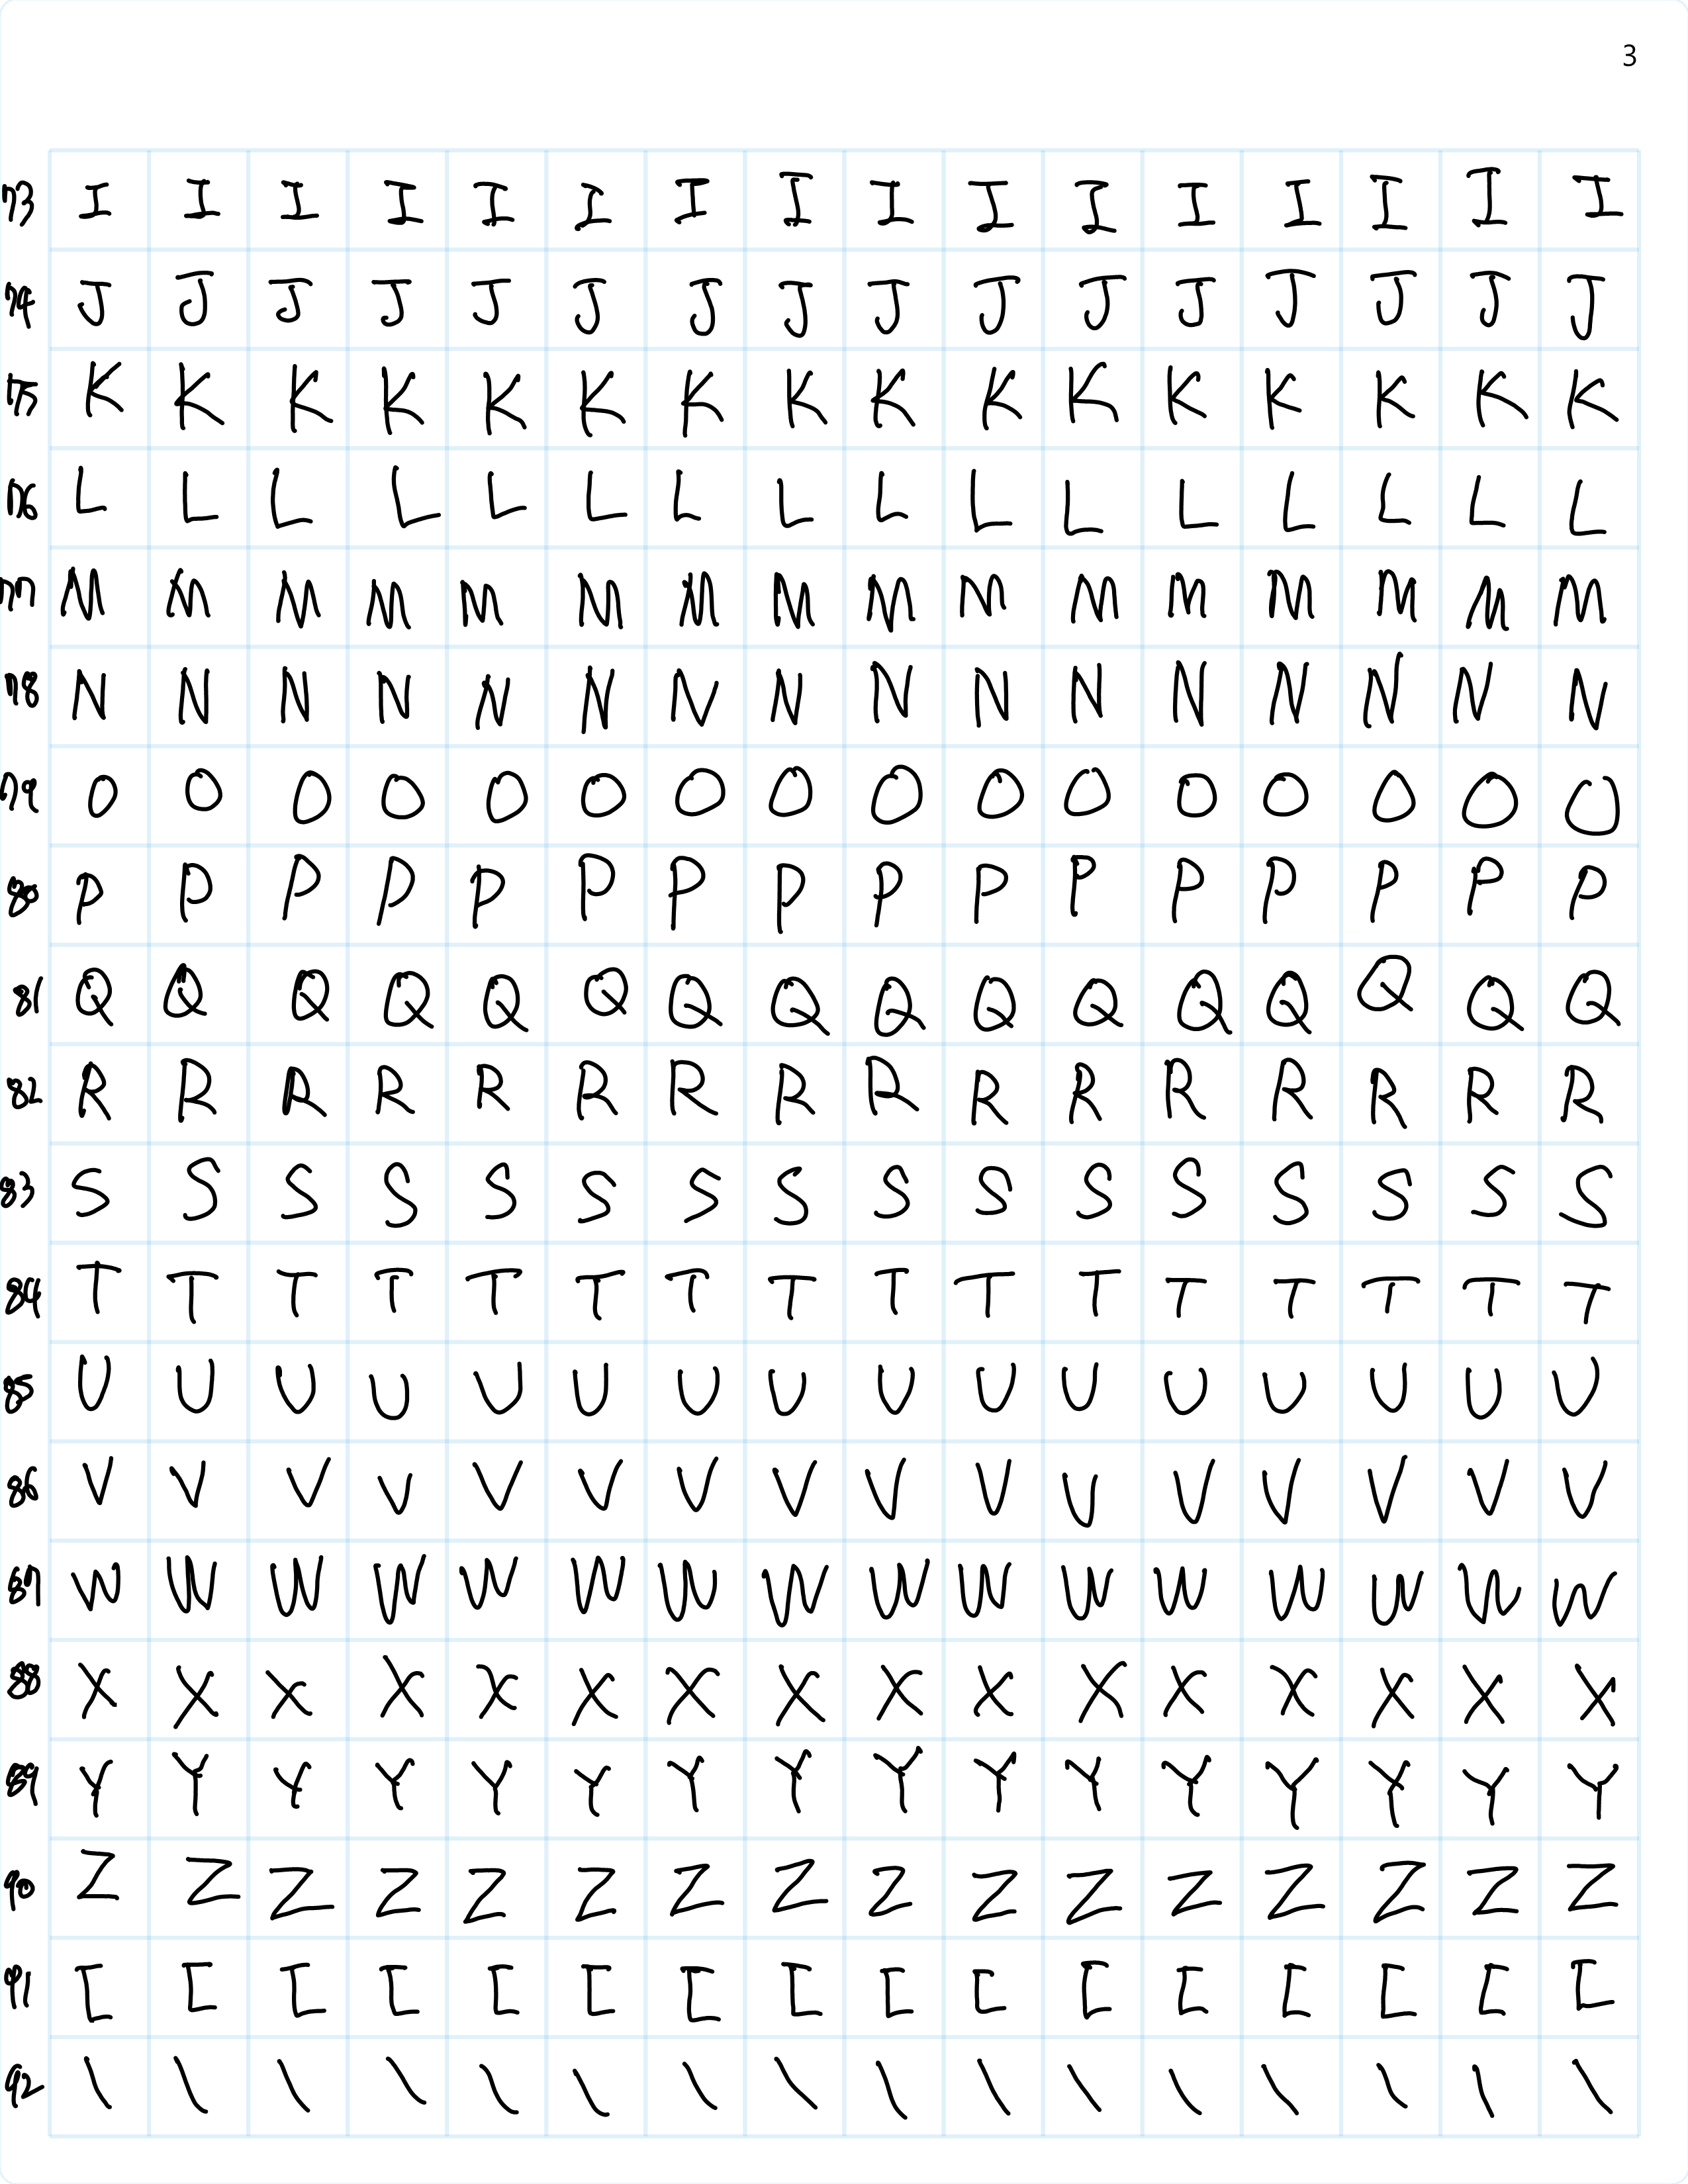 3
73 I I I I I I I I I I I I I I I I
74 J J J J J J J J J J J J J J J J
75 K K K K K K K K K K K K K K K K
76 L L L L L L L L L L L L L L L L
77 M M M M M M M M M M M M M M M M
78 N N N N N N N N N N N N N N N N
79 O O O O O O O O O O O O O O O O
80 P P P P P P P P P P P P P P P P
81 Q Q Q Q Q Q Q Q Q Q Q Q Q Q Q Q
82 R R R R R R R R R R R R R R R R
83 S S S S S S S S S S S S S S S S
84 T T T T T T T T T T T T T T T T
85 U U U U U U U U U U U U U U U U
86 V V V V V V V V V V V V V V V V
87 W W W W W W W W W W W W W W W W
88 X X X X X X X X X X X X X X X X
89 Y Y Y Y Y Y Y Y Y Y Y Y Y Y Y Y
90 Z Z Z Z Z Z Z Z Z Z Z Z Z Z Z Z
91 [ [ [ [ [ [ [ [ [ [ [ [ [ [ [ [
92 \ \ \ \ \ \ \ \ \ \ \ \ \ \ \ \